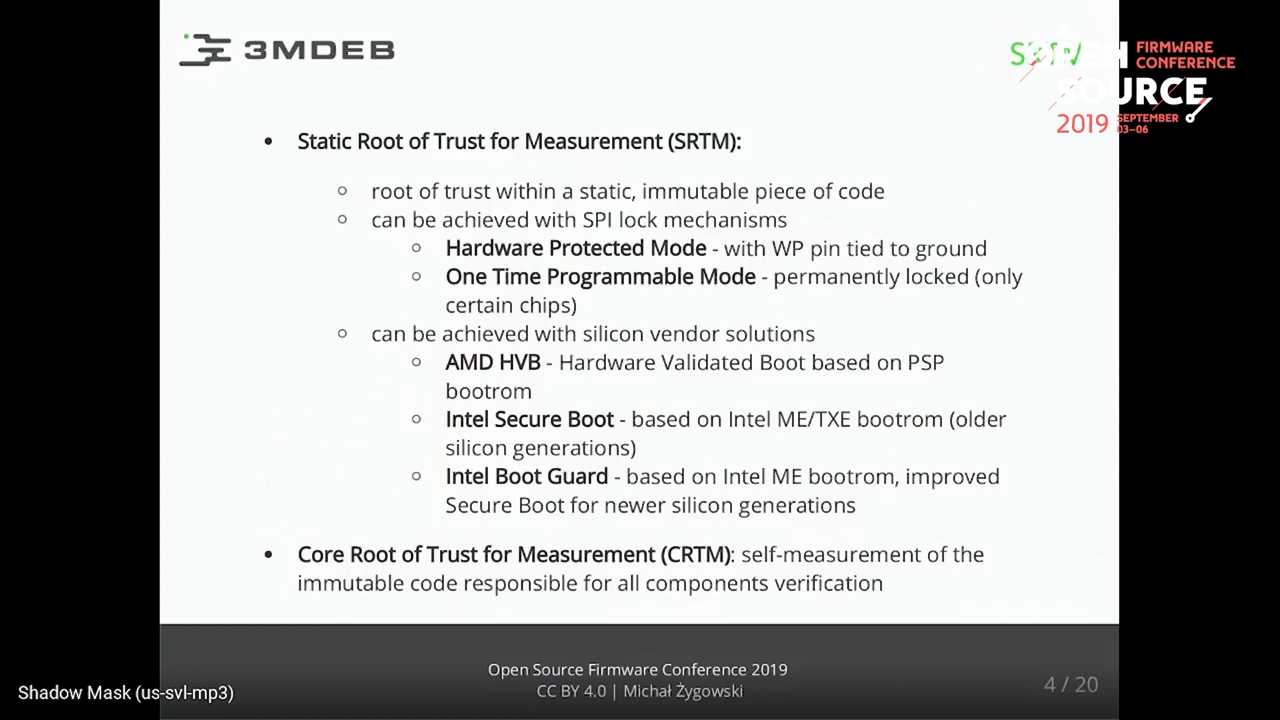 3MDEB
SRTM
OPEN SOURCE
FIRMWARE
CONFERENCE
2019 SEPTEMBER
03–06
• Static Root of Trust for Measurement (SRTM):
○ root of trust within a static, immutable piece of code
○ can be achieved with SPI lock mechanisms
○ Hardware Protected Mode - with WP pin tied to ground
○ One Time Programmable Mode - permanently locked (only
certain chips)
○ can be achieved with silicon vendor solutions
○ AMD HVB - Hardware Validated Boot based on PSP
bootrom
○ Intel Secure Boot - based on Intel ME/TXE bootrom (older
silicon generations)
○ Intel Boot Guard - based on Intel ME bootrom, improved
Secure Boot for newer silicon generations
• Core Root of Trust for Measurement (CRTM): self-measurement of the
immutable code responsible for all components verification
Open Source Firmware Conference 2019
CC BY 4.0 | Michał Żygowski
4 / 20
Shadow Mask (us-svl-mp3)